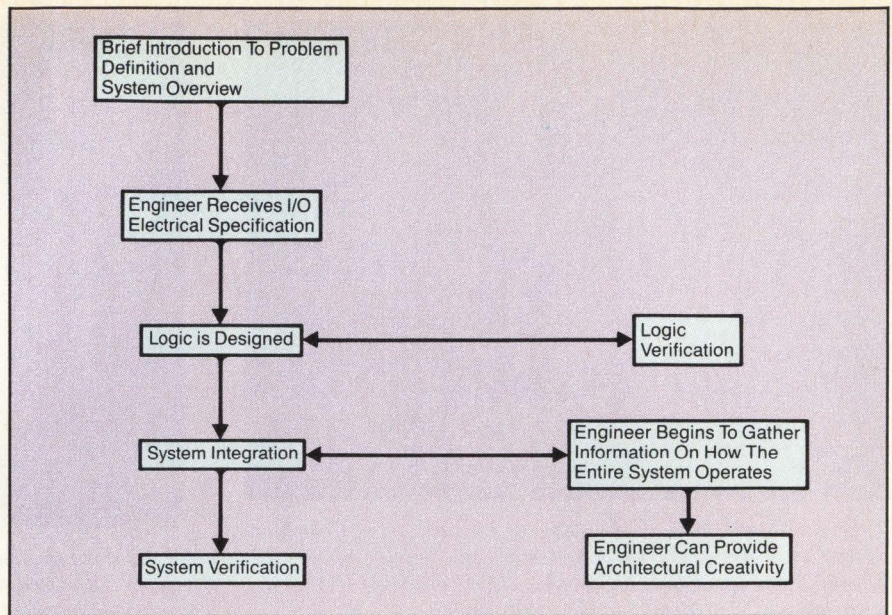 Brief Introduction To Problem
Definition and
System Overview
Engineer Receives I/O
Electrical Specification
Logic is Designed
Logic
Verification
System Integration
Engineer Begins To Gather
Information On How The
Entire System Operates
System Verification
Engineer Can Provide
Architectural Creativity